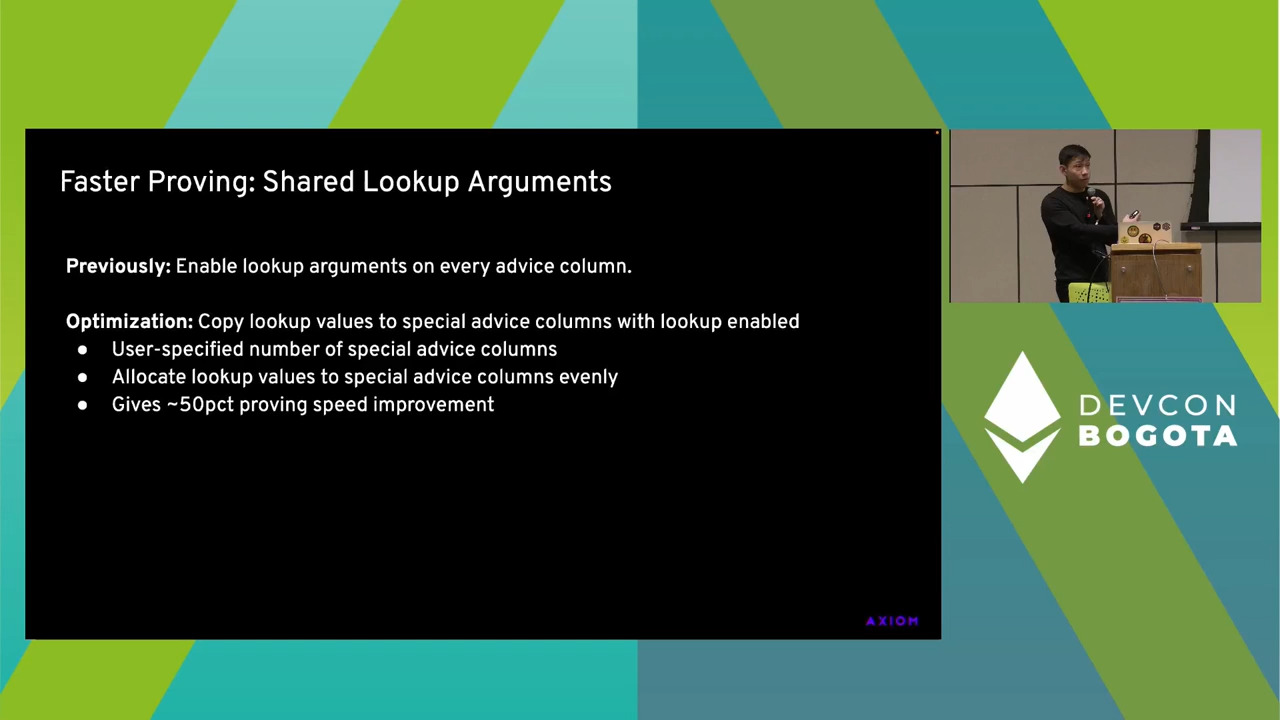 Faster Proving: Shared Lookup Arguments
Previously: Enable lookup arguments on every advice column.
Optimization: Copy lookup values to special advice columns with lookup enabled
● User-specified number of special advice columns
● Allocate lookup values to special advice columns evenly
● Gives ~50pct proving speed improvement
AXIOM
DEVCON
BOGOTA